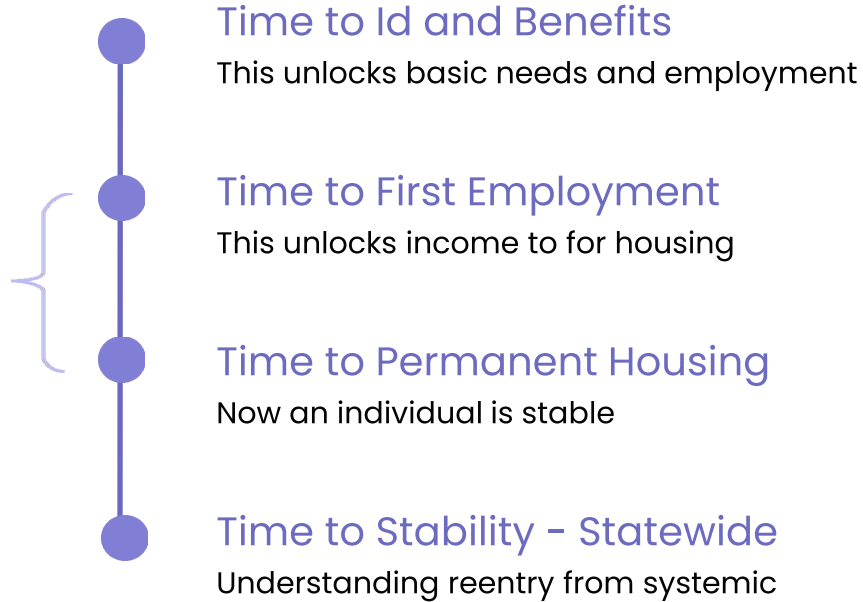 Time to Id and Benefits
This unlocks basic needs and employment
Time to First Employment
This unlocks income to for housing
Time to Permanent Housing
Now an individual is stable
Time to Stability - Statewide
Understanding reentry from systemic